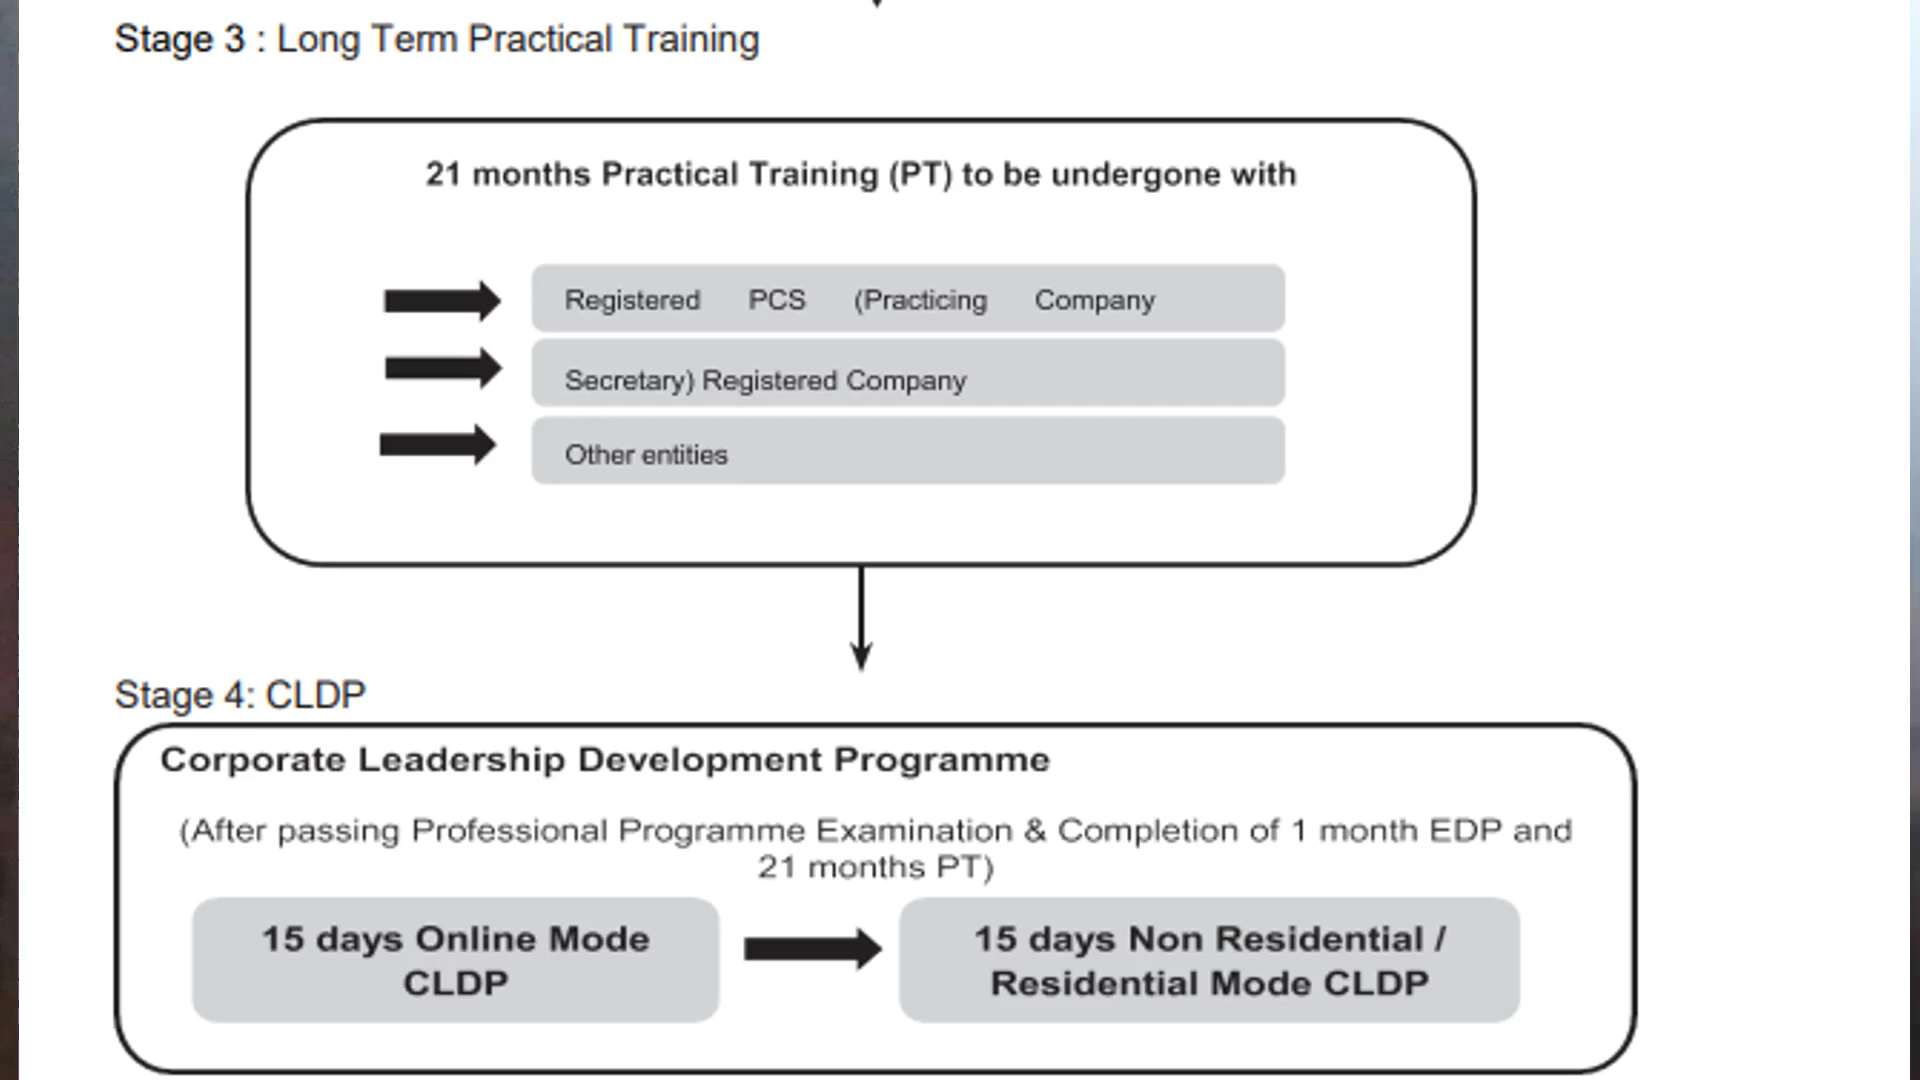 Stage 3 : Long Term Practical Training
21 months Practical Training (PT) to be undergone with
Registered PCS (Practicing Company
Secretary) Registered Company
Other entities
Stage 4: CLDP
Corporate Leadership Development Programme
(After passing Professional Programme Examination & Completion of 1 month EDP and
21 months PT)
15 days Online Mode
CLDP
15 days Non Residential /
Residential Mode CLDP